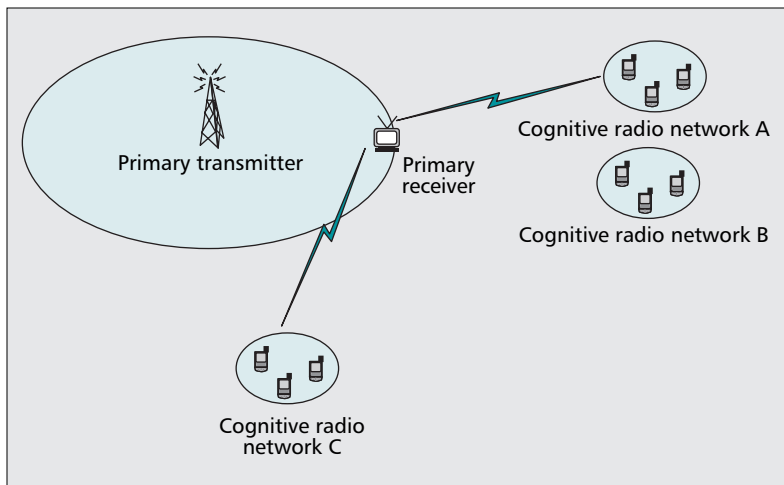 Primary transmitter
Primary
receiver
Cognitive radio network A
Cognitive radio network B
Cognitive radio
network C